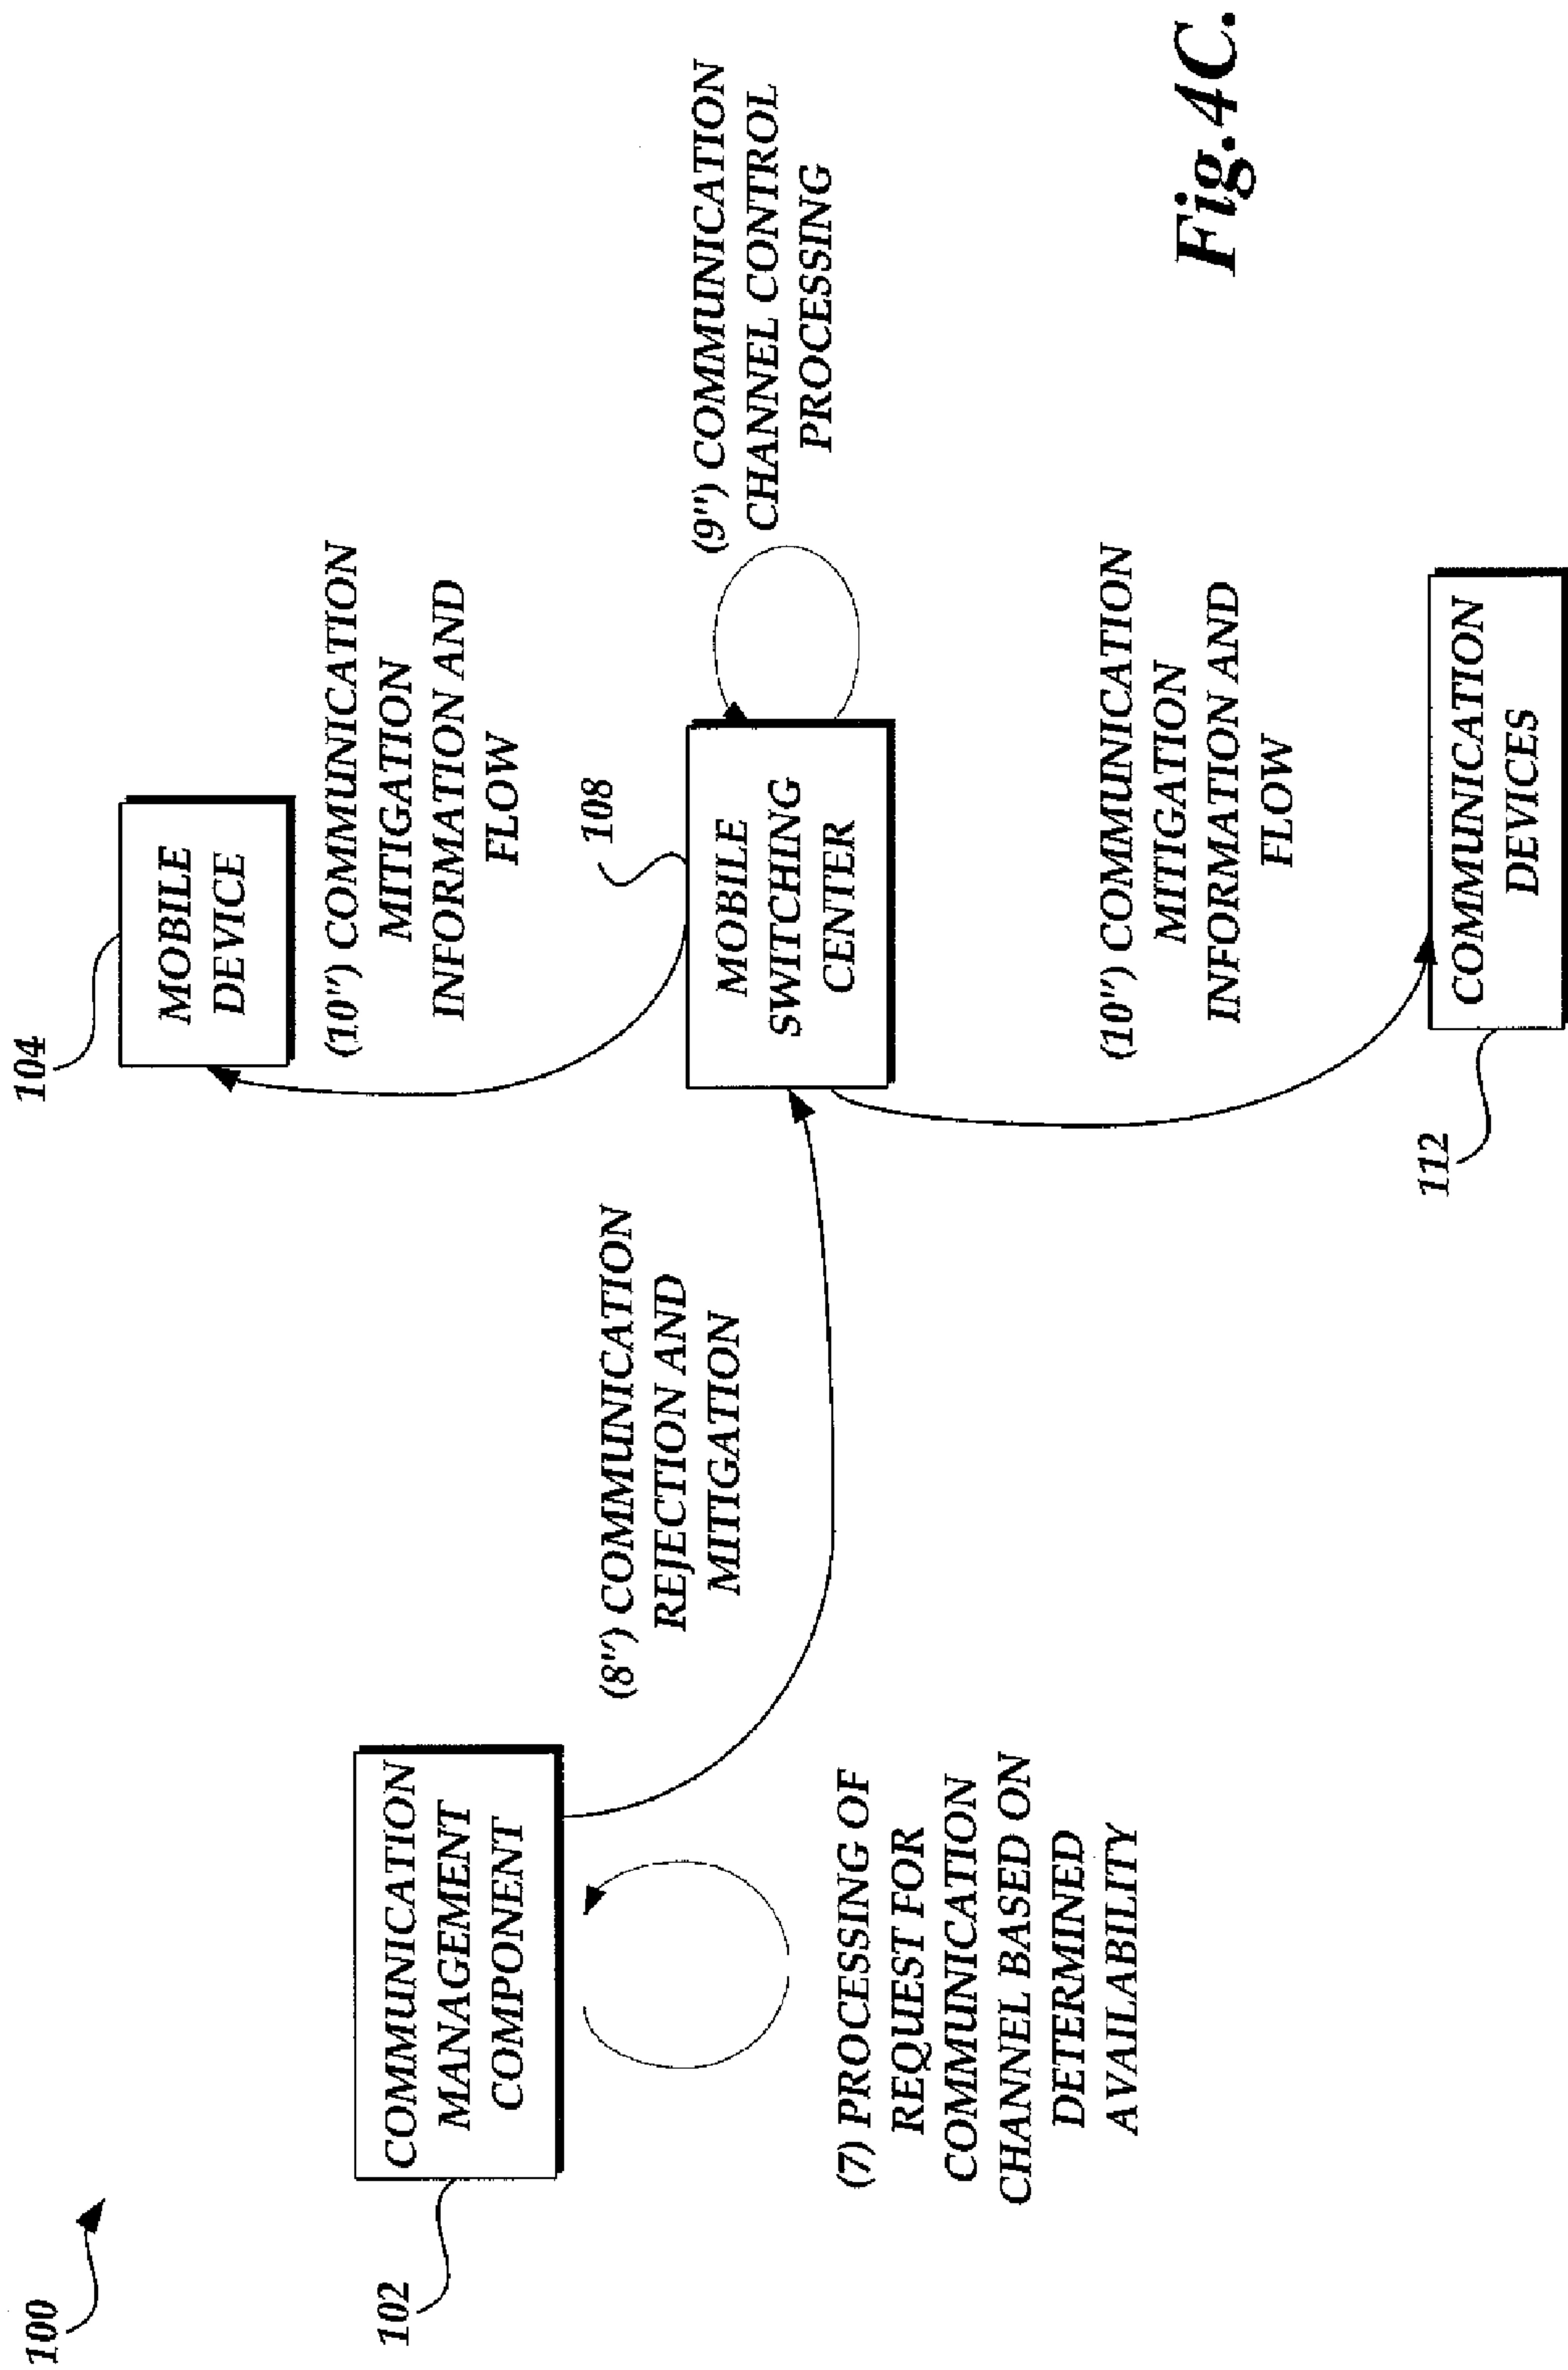 100
102
COMMUNICATION
MANAGEMENT
COMPONENT
(7) PROCESSING OF
REQUEST FOR
COMMUNICATION
CHANNEL BASED ON
DETERMINED
AVAILABILITY
(8") COMMUNICATION
REJECTION AND
MITIGATION
104
MOBILE
DEVICE
(10") COMMUNICATION
MITIGATION
INFORMATION AND
FLOW
108
MOBILE
SWITCHING
CENTER
(9") COMMUNICATION
CHANNEL CONTROL
PROCESSING
(10") COMMUNICATION
MITIGATION
INFORMATION AND
FLOW
112
COMMUNICATION
DEVICES
Fig.4C.